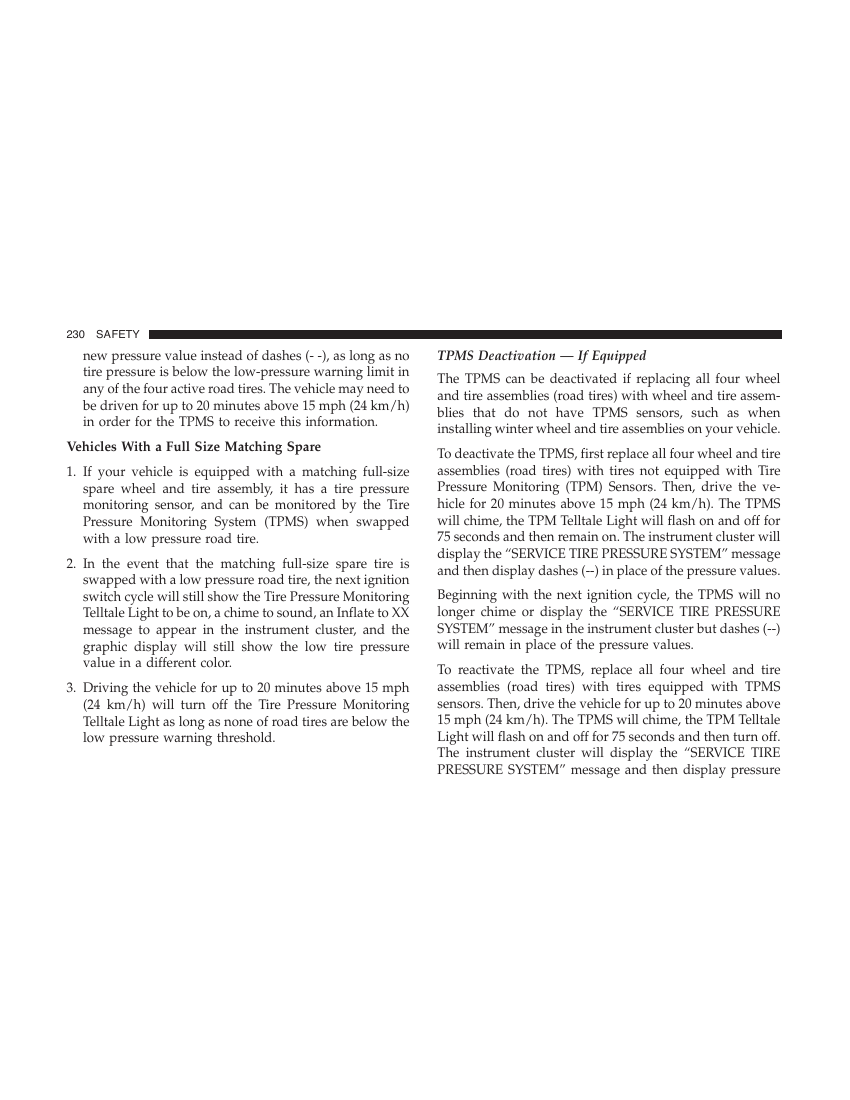 230 SAFETY
new pressure value instead of dashes (- -), as long as no
tire pressure is below the low-pressure warning limit in
any of the four active road tires. The vehicle may need to
be driven for up to 20 minutes above 15 mph (24 km/h)
in order for the TPMS to receive this information.
Vehicles With a Full Size Matching Spare
1. If your vehicle is equipped with a matching full-size
spare wheel and tire assembly, it has a tire pressure
monitoring sensor, and can be monitored by the Tire
Pressure Monitoring System (TPMS) when swapped
with a low pressure road tire.
2. In the event that the matching full-size spare tire is
swapped with a low pressure road tire, the next ignition
switch cycle will still show the Tire Pressure Monitoring
Telltale Light to be on, a chime to sound, an Inflate to XX
message to appear in the instrument cluster, and the
graphic display will still show the low tire pressure
value in a different color.
3. Driving the vehicle for up to 20 minutes above 15 mph
(24 km/h) will turn off the Tire Pressure Monitoring
Telltale Light as long as none of road tires are below the
low pressure warning threshold.
TPMS Deactivation — If Equipped
The TPMS can be deactivated if replacing all four wheel
and tire assemblies (road tires) with wheel and tire assem-
blies that do not have TPMS sensors, such as when
installing winter wheel and tire assemblies on your vehicle.
To deactivate the TPMS, first replace all four wheel and tire
assemblies (road tires) with tires not equipped with Tire
Pressure Monitoring (TPM) Sensors. Then, drive the ve-
hicle for 20 minutes above 15 mph (24 km/h). The TPMS
will chime, the TPM Telltale Light will flash on and off for
75 seconds and then remain on. The instrument cluster will
display the “SERVICE TIRE PRESSURE SYSTEM” message
and then display dashes (--) in place of the pressure values.
Beginning with the next ignition cycle, the TPMS will no
longer chime or display the “SERVICE TIRE PRESSURE
SYSTEM” message in the instrument cluster but dashes (--)
will remain in place of the pressure values.
To reactivate the TPMS, replace all four wheel and tire
assemblies (road tires) with tires equipped with TPMS
sensors. Then, drive the vehicle for up to 20 minutes above
15 mph (24 km/h). The TPMS will chime, the TPM Telltale
Light will flash on and off for 75 seconds and then turn off.
The instrument cluster will display the “SERVICE TIRE
PRESSURE SYSTEM” message and then display pressure